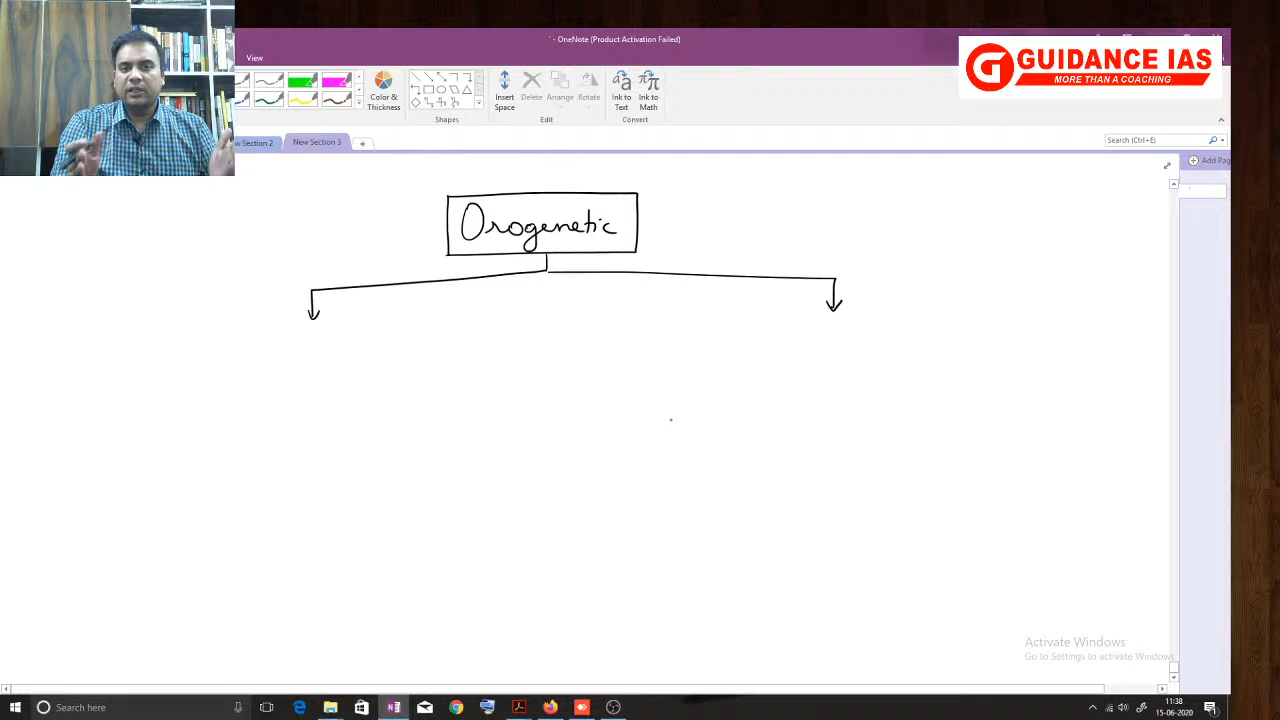 - OneNote (Product Activation Failed)
View
GUIDANCE IAS
MORE THAN A COACHING
Color & Thickness
Insert Space
Delete
Arrange
Rotate
Ink to Text
Ink to Math
Shapes
Edit
Convert
w Section 2
New Section 3
Search (Ctrl+E)
Add Pag
Orogenetic
Activate Windows
Go to Settings to activate Windows
Search here
11:38
15-06-2020